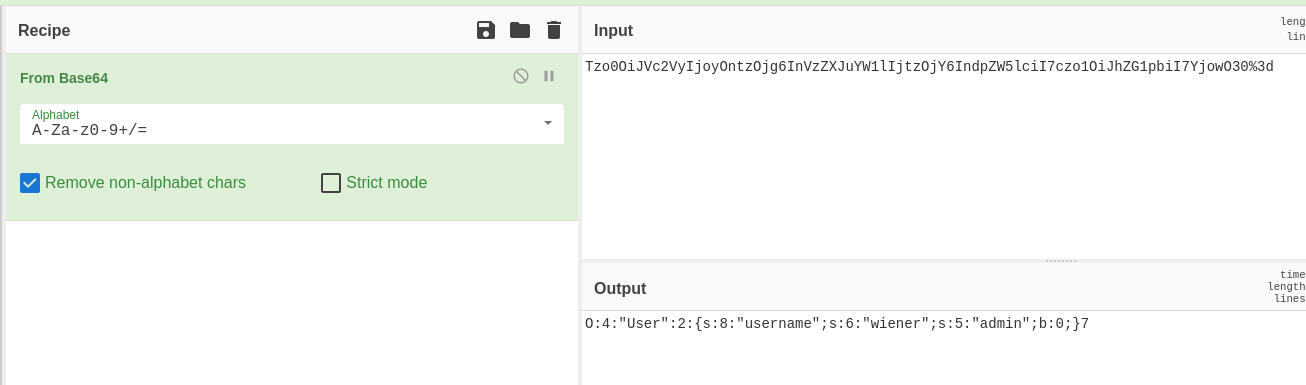 Recipe
From Base64
Alphabet
A-Za-z0-9+/=
Remove non-alphabet chars
Strict mode
Input
leng
lin
Tzo0OiJVc2VyIjoyOntzOjg6InVzZXJuYW1lIjtzOjY6IndpZW5lciI7czo1OiJhZG1pbiI7YjowO30%3d
Output
time
length
lines
O:4:"User":2:{s:8:"username";s:6:"wiener";s:5:"admin";b:0;}7